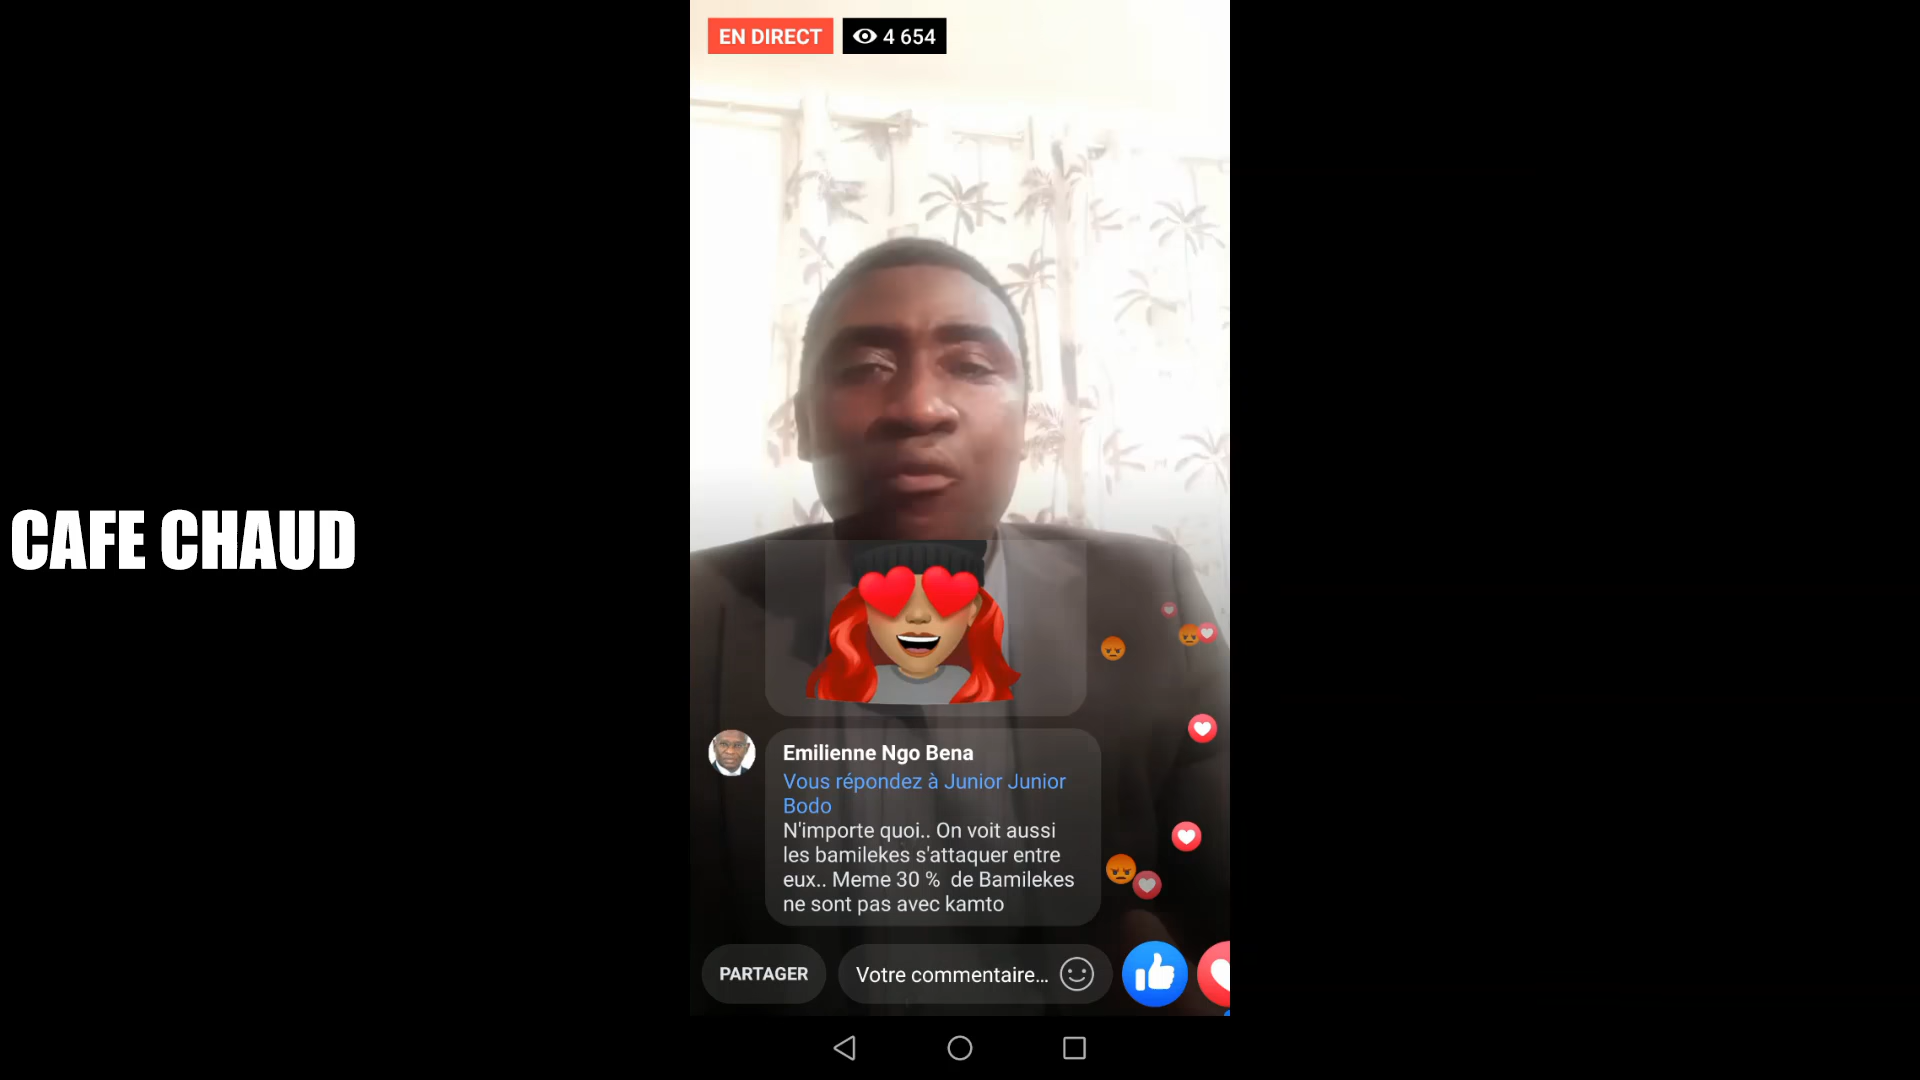 EN DIRECT
4 654
CAFE CHAUD
Emilienne Ngo Bena
Vous répondez à Junior Junior
Bodo
N'importe quoi.. On voit aussi
les bamilekes s'attaquer entre
eux.. Meme 30 % de Bamilekes
ne sont pas avec kamto
PARTAGER
Votre commentaire...